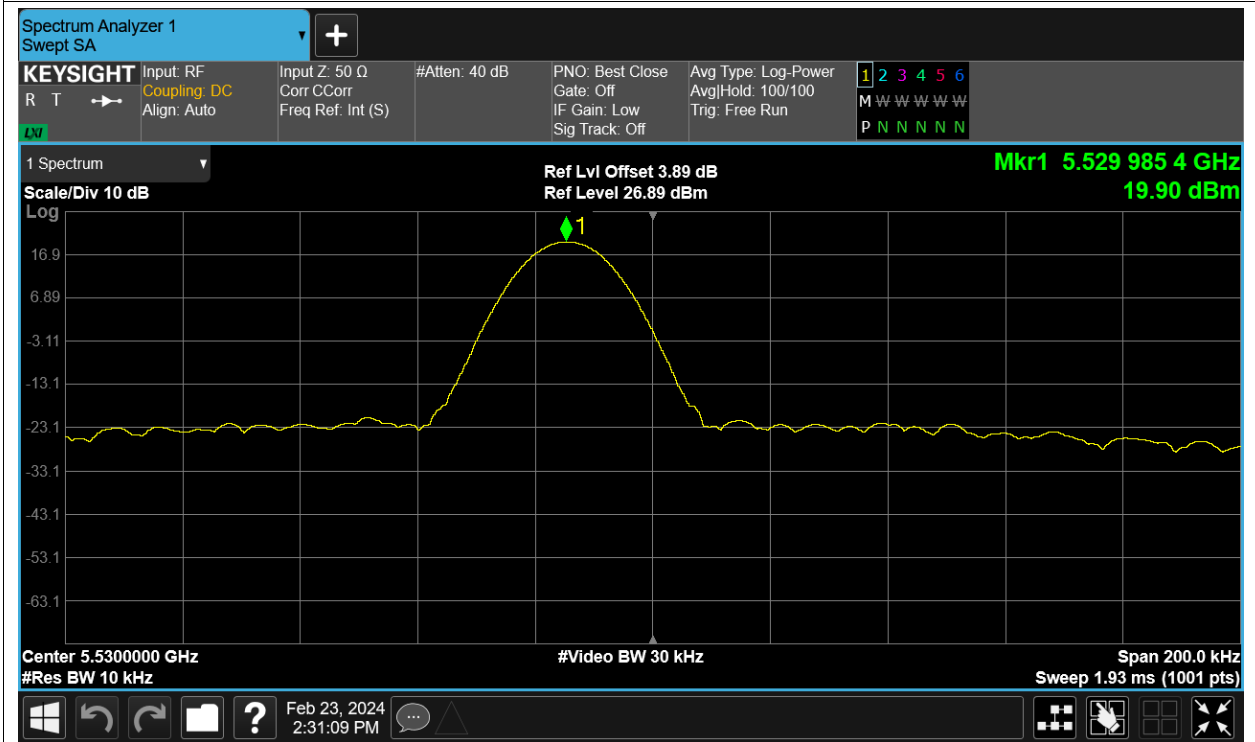 Spectrum Analyzer 1
Swept SA
+
KEYSIGHT
R T
LXI
Input: RF
Coupling: DC
Align: Auto
Input Z: 50 Ω
Corr CCorr
Freq Ref: Int (S)
#Atten: 40 dB
PNO: Best Close
Gate: Off
IF Gain: Low
Sig Track: Off
Avg Type: Log-Power
Avg|Hold: 100/100
Trig: Free Run
1 2 3 4 5 6
M W W W W W
P N N N N N
1 Spectrum
Scale/Div 10 dB
Log
Ref Lvl Offset 3.89 dB
Ref Level 26.89 dBm
Mkr1 5.529 985 4 GHz
19.90 dBm
1
16.9
6.89
-3.11
-13.1
-23.1
-33.1
-43.1
-53.1
-63.1
Center 5.5300000 GHz
#Res BW 10 kHz
#Video BW 30 kHz
Span 200.0 kHz
Sweep 1.93 ms (1001 pts)
?
Feb 23, 2024
2:31:09 PM